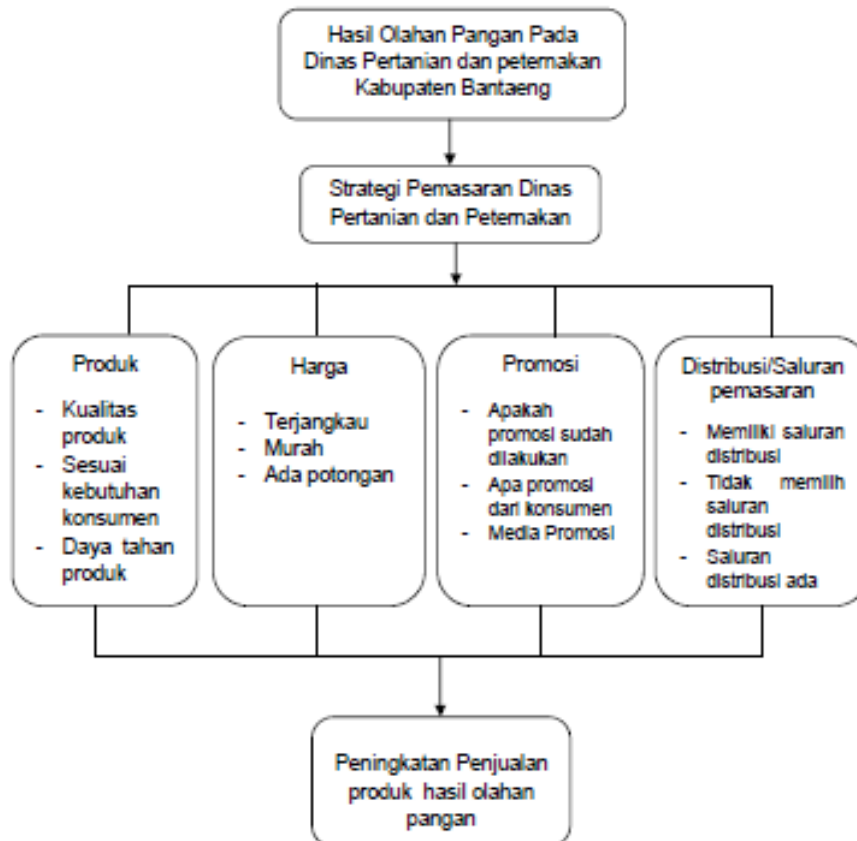 Hasil Olahan Pangan Pada
Dinas Pertanian dan peternakan
Kabupaten Bantaeng
Strategi Pemasaran Dinas
Pertanian dan Peternakan
Produk
- Kualitas
produk
- Sesuai
kebutuhan
konsumen
- Daya tahan
produk
Harga
- Terjangkau
- Murah
- Ada potongan
Promosi
- Apakah
promosi sudah
dilakukan
- Apa promosi
dari konsumen
- Media Promosi
Distribusi/Saluran
pemasaran
- Memiliki saluran
distribusi
- Tidak memilih
saluran
distribusi
- Saluran
distribusi ada
Peningkatan Penjualan
produk hasil olahan
pangan